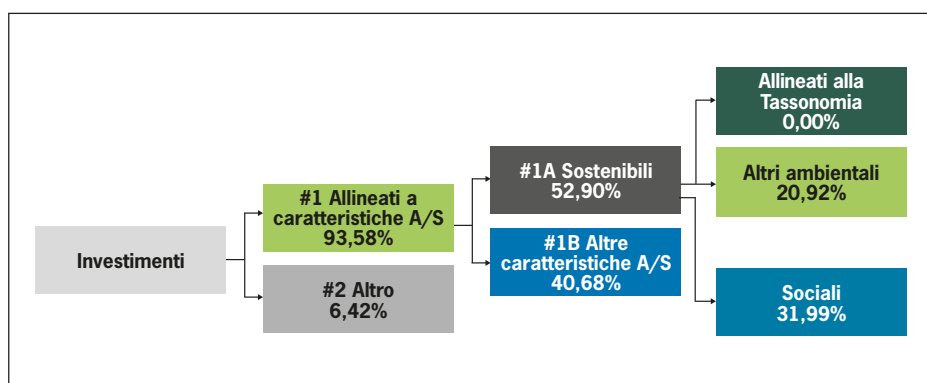 Investimenti
#1 Allineati a
caratteristiche A/S
93,58%
#2 Altro
6,42%
#1A Sostenibili
52,90%
#1B Altre
caratteristiche A/S
40,68%
Allineati alla
Tassonomia
0,00%
Altri ambientali
20,92%
Sociali
31,99%